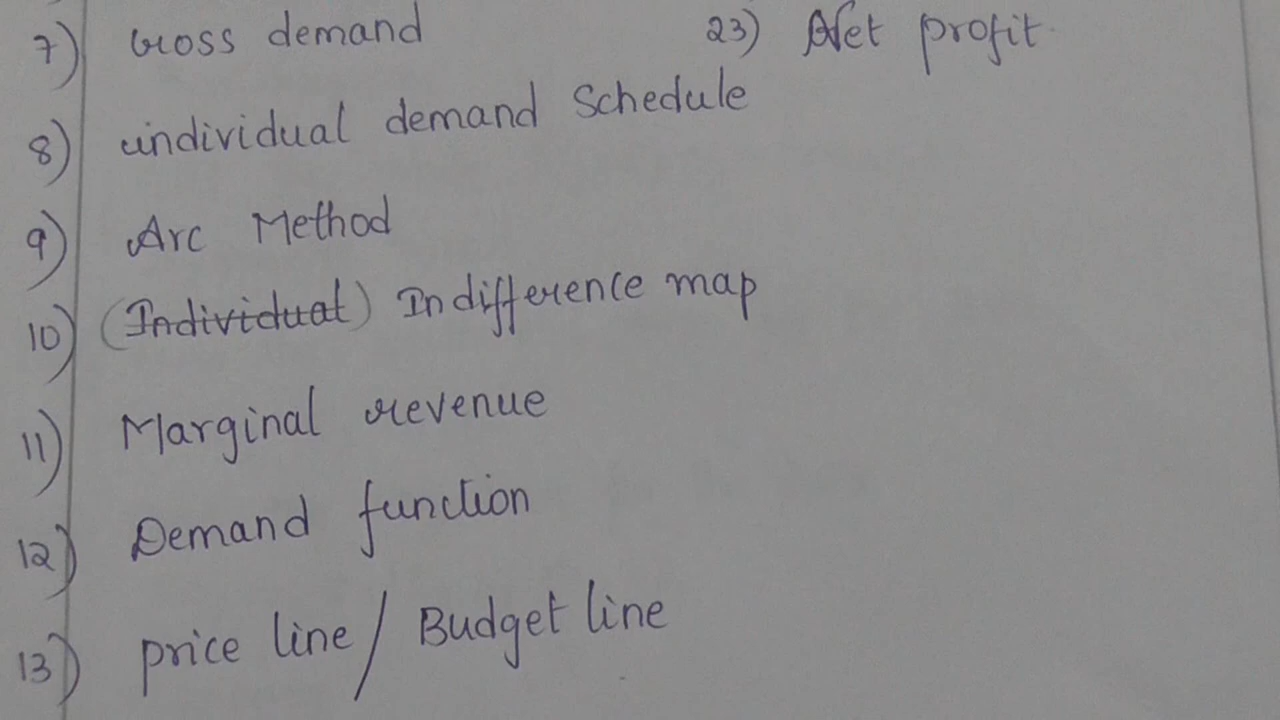 7) Gross demand 23) Net profit.
8) individual demand Schedule
9) Arc Method
10) (Individual) Indifference map
11) Marginal revenue
12) Demand function
13) price line / Budget line